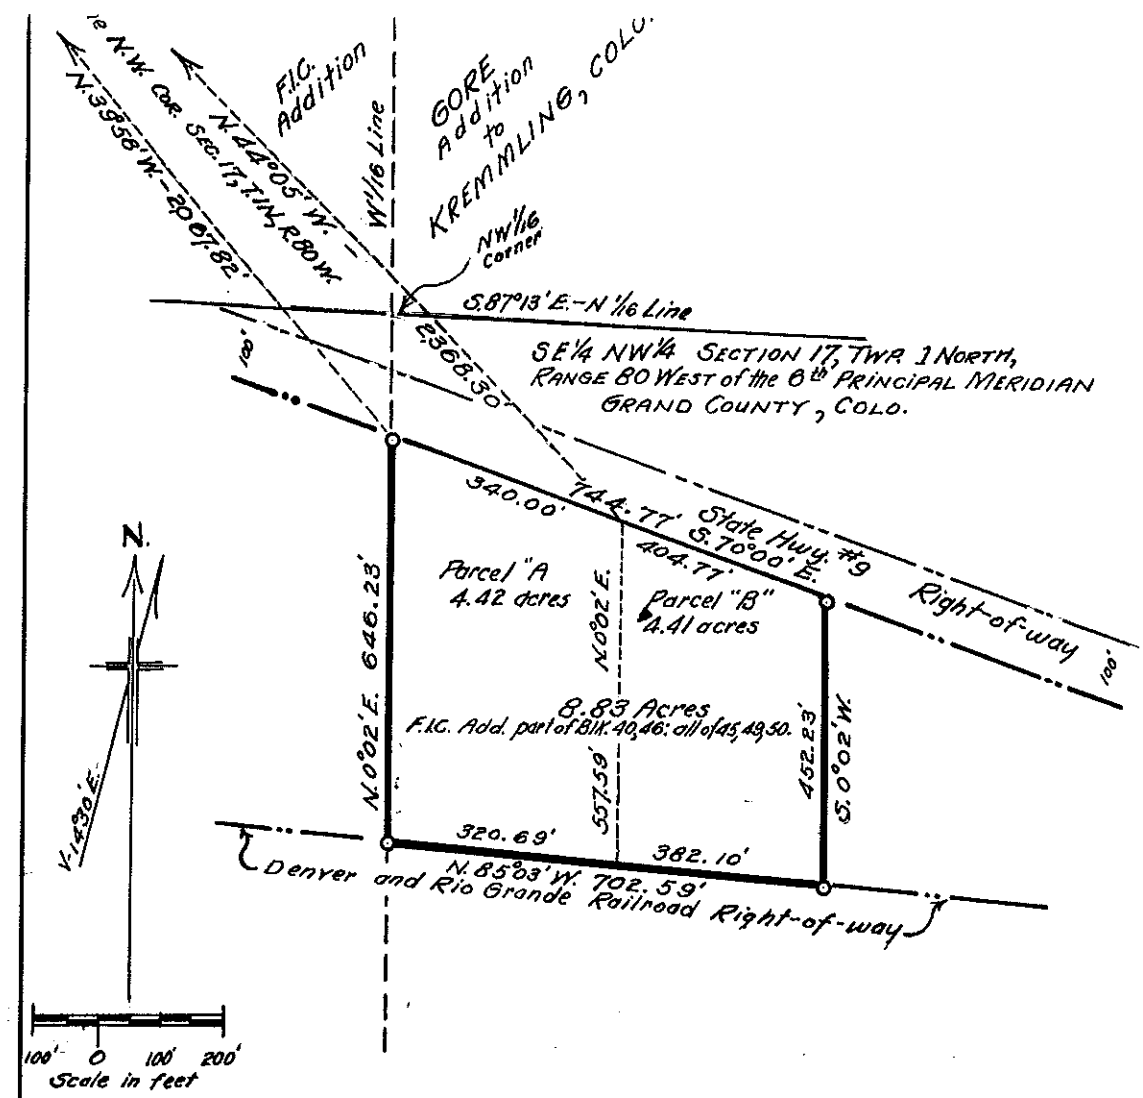 N.W. COR. SEC. 17, T.1N, R.80W.
N.39°58'W. - 2,067.82'
N.44°05'W. - 2,368.30'
F.I.C.
Addition
W 1/16 Line
GORE
Addition
to
KREMMLING, COLO.
NW 1/16
Corner
S.87°13'E. - N 1/16 Line
SE 1/4 NW 1/4 SECTION 17, TWP. 1 NORTH,
RANGE 80 WEST of the 6th PRINCIPAL MERIDIAN
GRAND COUNTY, COLO.
100'
340.00'
744.77'
S.70°00'E.
404.77'
State Hwy. #9
Right-of-way
100'
N.
Parcel "A
4.42 acres
Parcel "B"
4.41 acres
N.0°02'E. 646.23'
N.0°02'E.
557.59'
8.83 Acres
F.I.C. Add. part of Blk. 40,46: all of 45,49,50.
452.23'
S.0°02'W.
V-14°30'E.
320.69'
382.10'
N.85°03'W. 702.59'
Denver and Rio Grande Railroad Right-of-way
100' 0 100' 200'
Scale in feet